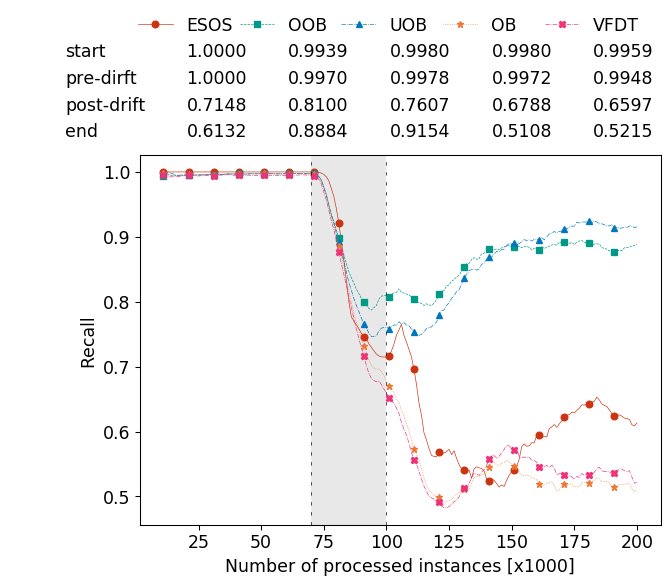 ESOS OOB UOB OB VFDT
start 1.0000 0.9939 0.9980 0.9980 0.9959
pre-dirft 1.0000 0.9970 0.9978 0.9972 0.9948
post-drift 0.7148 0.8100 0.7607 0.6788 0.6597
end 0.6132 0.8884 0.9154 0.5108 0.5215
1.0
0.9
0.8
0.7
0.6
0.5
Recall
25 50 75 100 125 150 175 200
Number of processed instances [x1000]